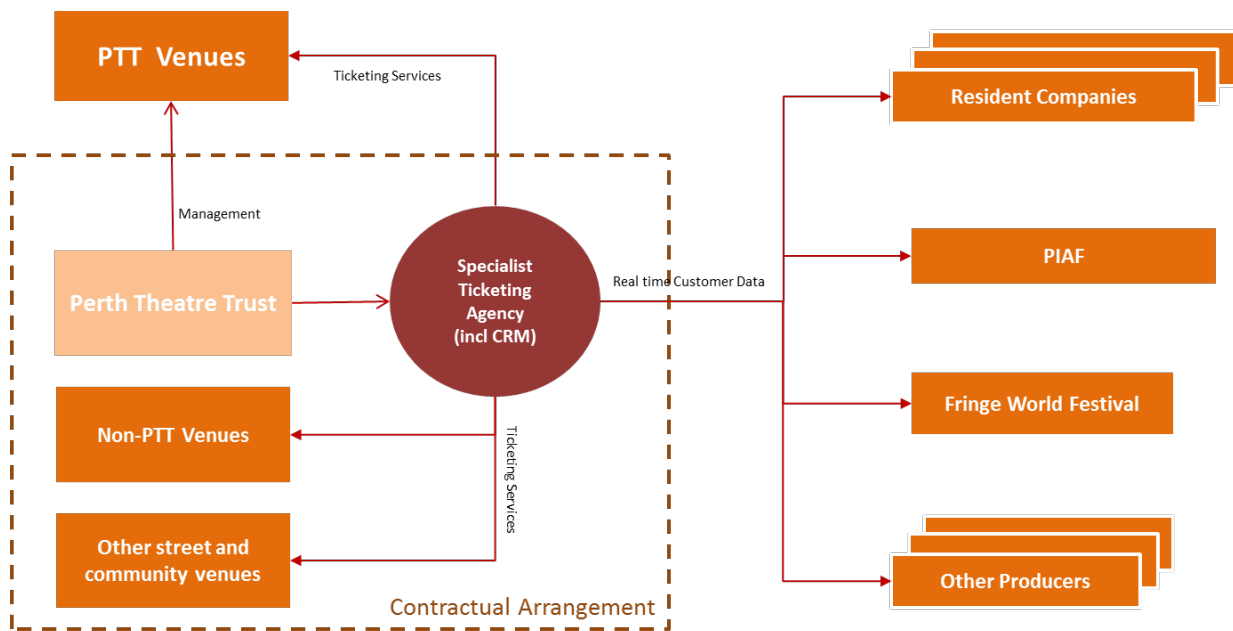 PTT Venues
Ticketing Services
Resident Companies
Management
Specialist
Ticketing
Agency
(incl CRM)
Real time Customer Data
PIAF
Perth Theatre Trust
Fringe World Festival
Non-PTT Venues
Ticketing Services
Other street and
community venues
Other Producers
Contractual Arrangement